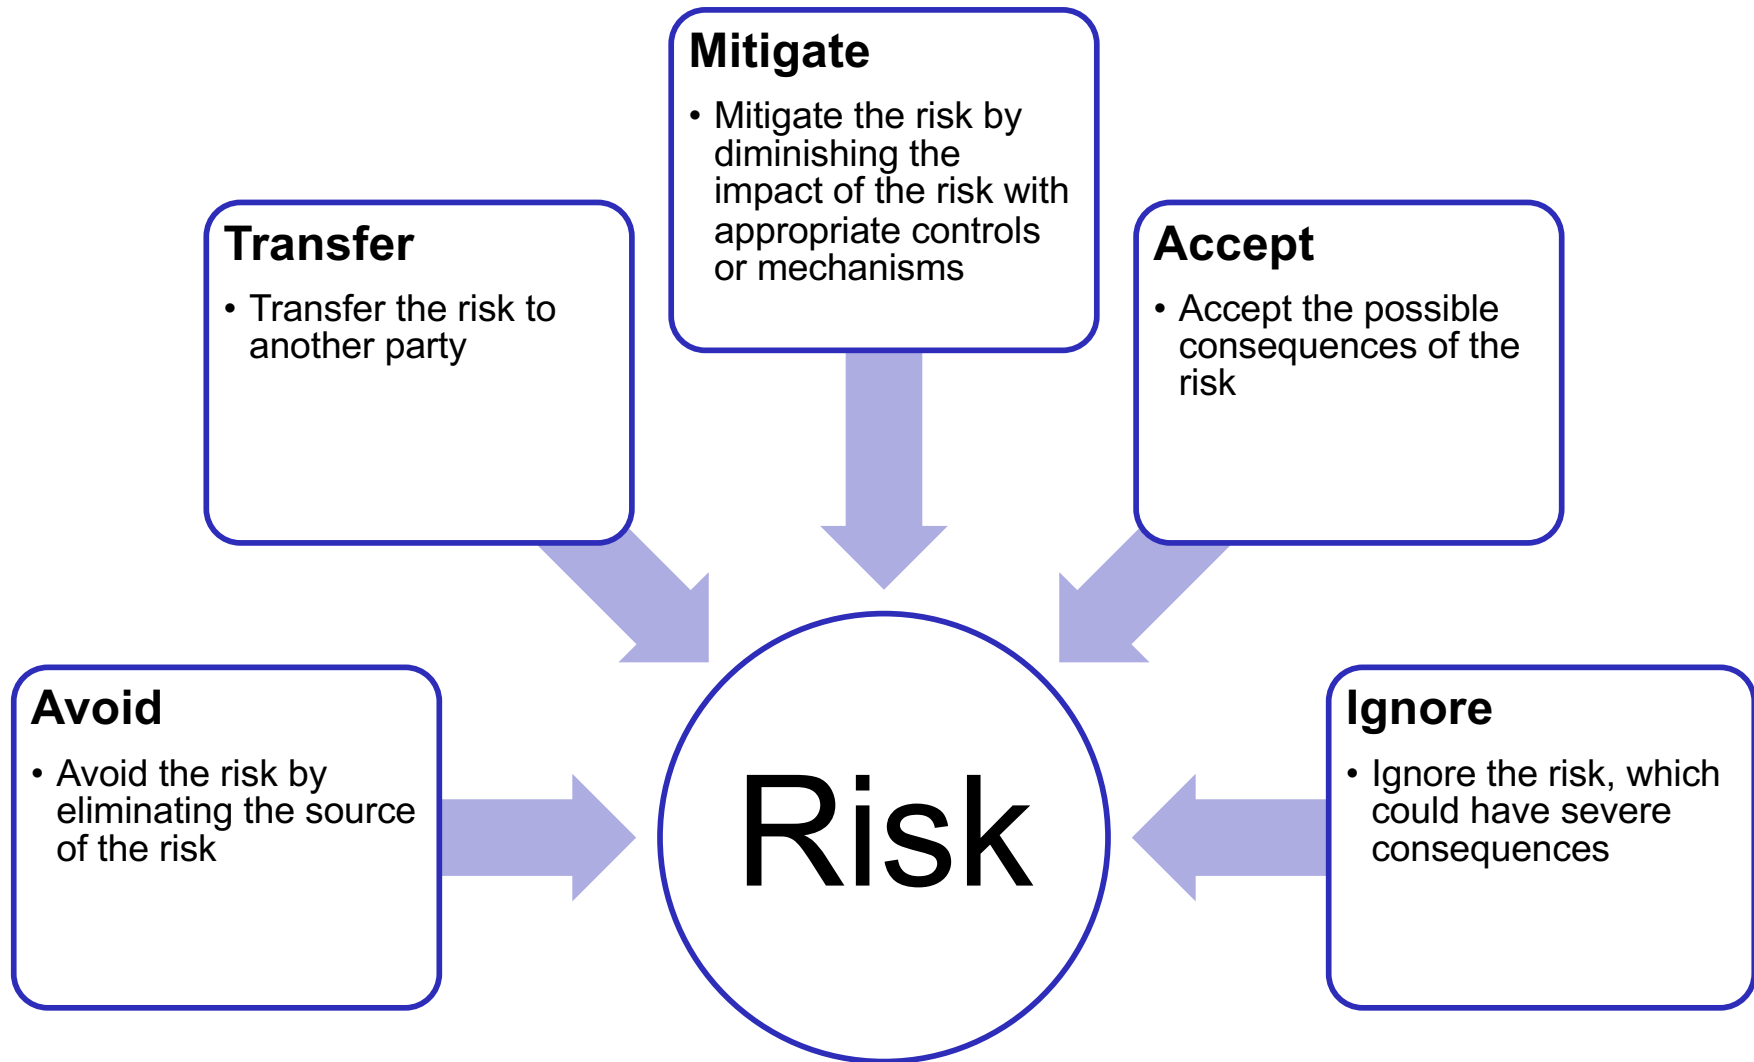 Mitigate
• Mitigate the risk by
diminishing the
impact of the risk with
appropriate controls
or mechanisms
Transfer
• Transfer the risk to
another party
Accept
• Accept the possible
consequences of the
risk
Avoid
• Avoid the risk by
eliminating the source
of the risk
Risk
Ignore
• Ignore the risk, which
could have severe
consequences